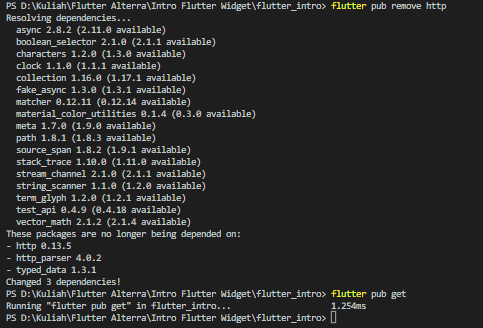 PS D:\Kuliah\Flutter Alterra\Intro Flutter Widget\flutter_intro> flutter pub remove http
Resolving dependencies...
  async 2.8.2 (2.11.0 available)
  boolean_selector 2.1.0 (2.1.1 available)
  characters 1.2.0 (1.3.0 available)
  clock 1.1.0 (1.1.1 available)
  collection 1.16.0 (1.17.1 available)
  fake_async 1.3.0 (1.3.1 available)
  matcher 0.12.11 (0.12.14 available)
  material_color_utilities 0.1.4 (0.3.0 available)
  meta 1.7.0 (1.9.0 available)
  path 1.8.1 (1.8.3 available)
  source_span 1.8.2 (1.9.1 available)
  stack_trace 1.10.0 (1.11.0 available)
  stream_channel 2.1.0 (2.1.1 available)
  string_scanner 1.1.0 (1.2.0 available)
  term_glyph 1.2.0 (1.2.1 available)
  test_api 0.4.9 (0.4.18 available)
  vector_math 2.1.2 (2.1.4 available)
These packages are no longer being depended on:
- http 0.13.5
- http_parser 4.0.2
- typed_data 1.3.1
Changed 3 dependencies!
PS D:\Kuliah\Flutter Alterra\Intro Flutter Widget\flutter_intro> flutter pub get
Running "flutter pub get" in flutter_intro... 1.254ms
PS D:\Kuliah\Flutter Alterra\Intro Flutter Widget\flutter_intro>